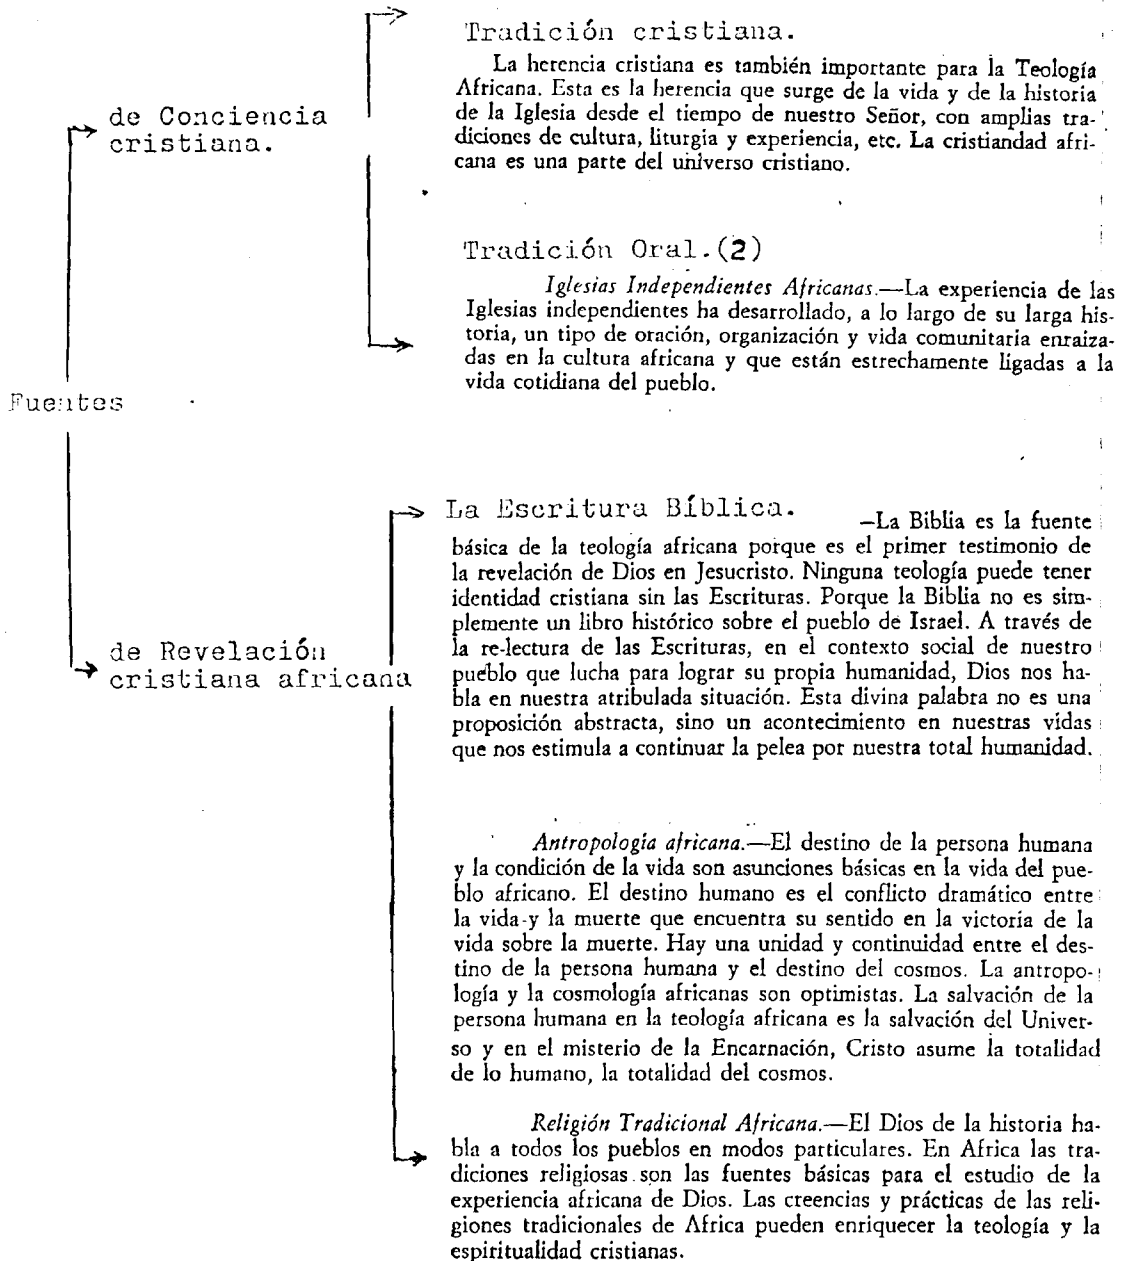 Tradición cristiana.
La herencia cristiana es también importante para la Teología
Africana. Esta es la herencia que surge de la vida y de la historia
de la Iglesia desde el tiempo de nuestro Señor, con amplias tra-
diciones de cultura, liturgia y experiencia, etc. La cristiandad afri-
cana es una parte del universo cristiano.
de Conciencia
cristiana.
Tradición Oral.(2)
Iglesias Independientes Africanas.—La experiencia de las
Iglesias independientes ha desarrollado, a lo largo de su larga his-
toria, un tipo de oración, organización y vida comunitaria enraiza-
das en la cultura africana y que están estrechamente ligadas a la
vida cotidiana del pueblo.
Fuentes
La Escritura Bíblica.
—La Biblia es la fuente
básica de la teología africana porque es el primer testimonio de
la revelación de Dios en Jesucristo. Ninguna teología puede tener
identidad cristiana sin las Escrituras. Porque la Biblia no es sim-
plemente un libro histórico sobre el pueblo de Israel. A través de
la re-lectura de las Escrituras, en el contexto social de nuestro
pueblo que lucha para lograr su propia humanidad, Dios nos ha-
bla en nuestra atribulada situación. Esta divina palabra no es una
proposición abstracta, sino un acontecimiento en nuestras vidas
que nos estimula a continuar la pelea por nuestra total humanidad.
de Revelación
cristiana africana
Antropología africana.—El destino de la persona humana
y la condición de la vida son asunciones básicas en la vida del pue-
blo africano. El destino humano es el conflicto dramático entre
la vida y la muerte que encuentra su sentido en la victoria de la
vida sobre la muerte. Hay una unidad y continuidad entre el des-
tino de la persona humana y el destino del cosmos. La antropo-
logía y la cosmología africanas son optimistas. La salvación de la
persona humana en la teología africana es la salvación del Univer-
so y en el misterio de la Encarnación, Cristo asume la totalidad
de lo humano, la totalidad del cosmos.
Religión Tradicional Africana.—El Dios de la historia ha-
bla a todos los pueblos en modos particulares. En Africa las tra-
diciones religiosas son las fuentes básicas para el estudio de la
experiencia africana de Dios. Las creencias y prácticas de las reli-
giones tradicionales de Africa pueden enriquecer la teología y la
espiritualidad cristianas.